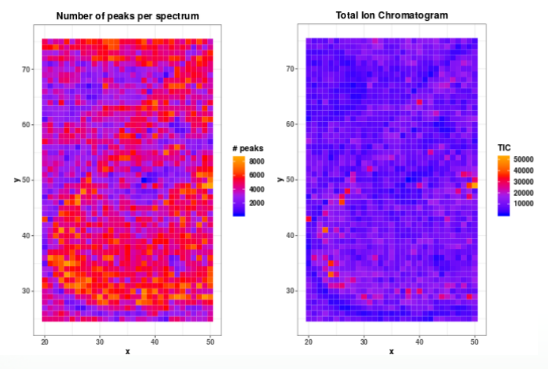 Number of peaks per spectrum
70
60
50
40
30
y
20 30 40 50
x
# peaks
8000
6000
4000
2000
Total Ion Chromatogram
70
60
50
40
30
y
20 30 40 50
x
TIC
50000
40000
30000
20000
10000